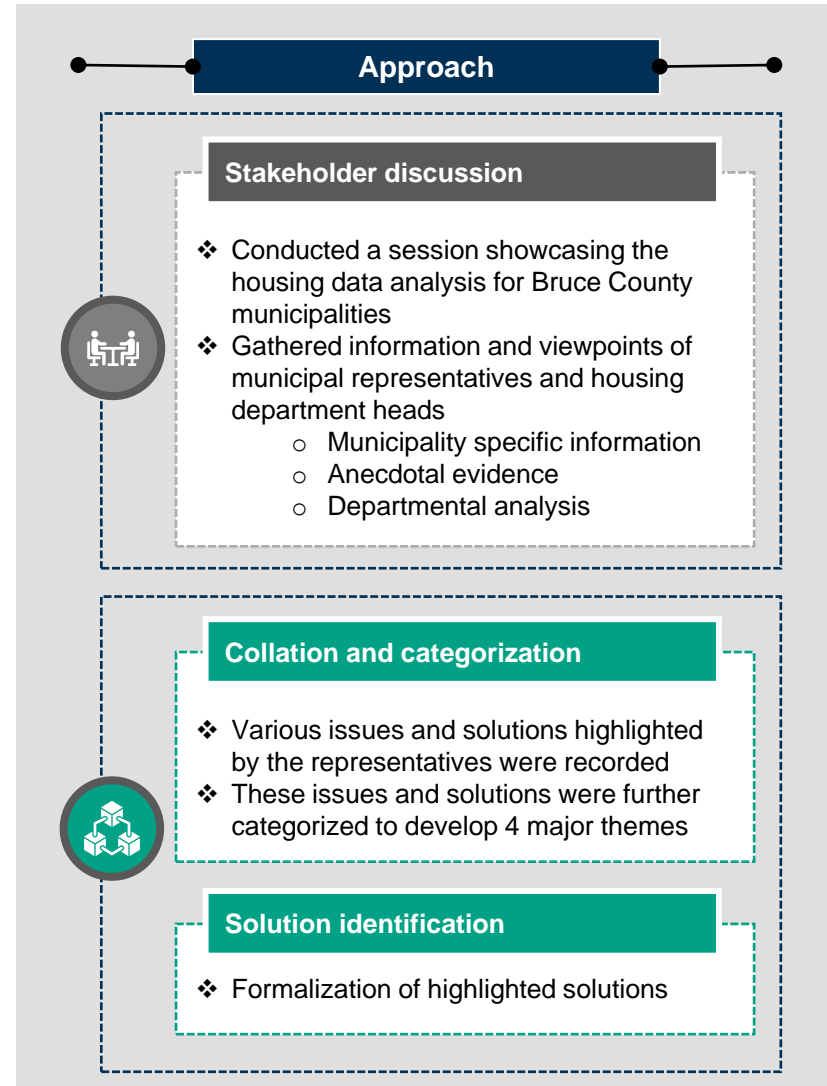 Approach
Stakeholder discussion
❖ Conducted a session showcasing the
housing data analysis for Bruce County
municipalities
❖ Gathered information and viewpoints of
municipal representatives and housing
department heads
o Municipality specific information
o Anecdotal evidence
o Departmental analysis
Collation and categorization
❖ Various issues and solutions highlighted
by the representatives were recorded
❖ These issues and solutions were further
categorized to develop 4 major themes
Solution identification
❖ Formalization of highlighted solutions